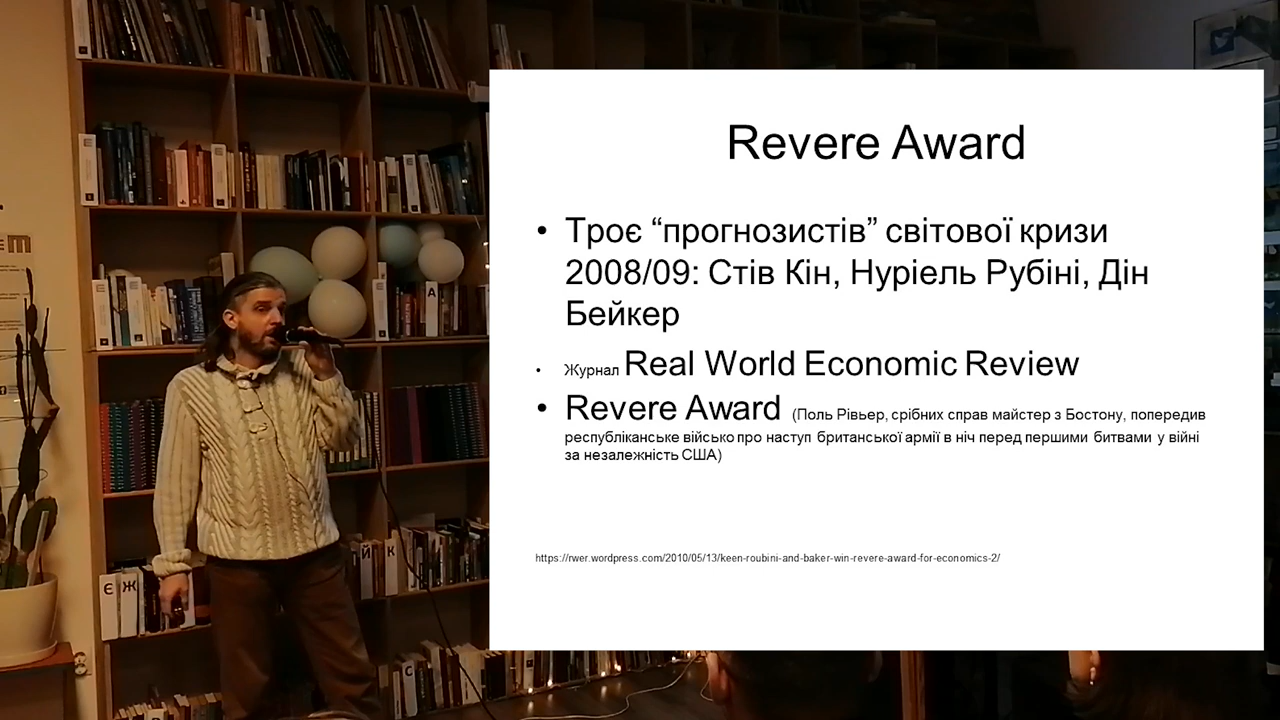 Revere Award
• Троє “прогнозистів” світової кризи
2008/09: Стів Кін, Нуріель Рубіні, Дін
Бейкер
• Журнал Real World Economic Review
• Revere Award (Поль Рівьер, срібних справ майстер з Бостону, попередив
республіканське військо про наступ британської армії в ніч перед першими битвами у війні
за незалежність США)
https://rwer.wordpress.com/2010/05/13/keen-roubini-and-baker-win-revere-award-for-economics-2/
А
Й К
Є Ж
С